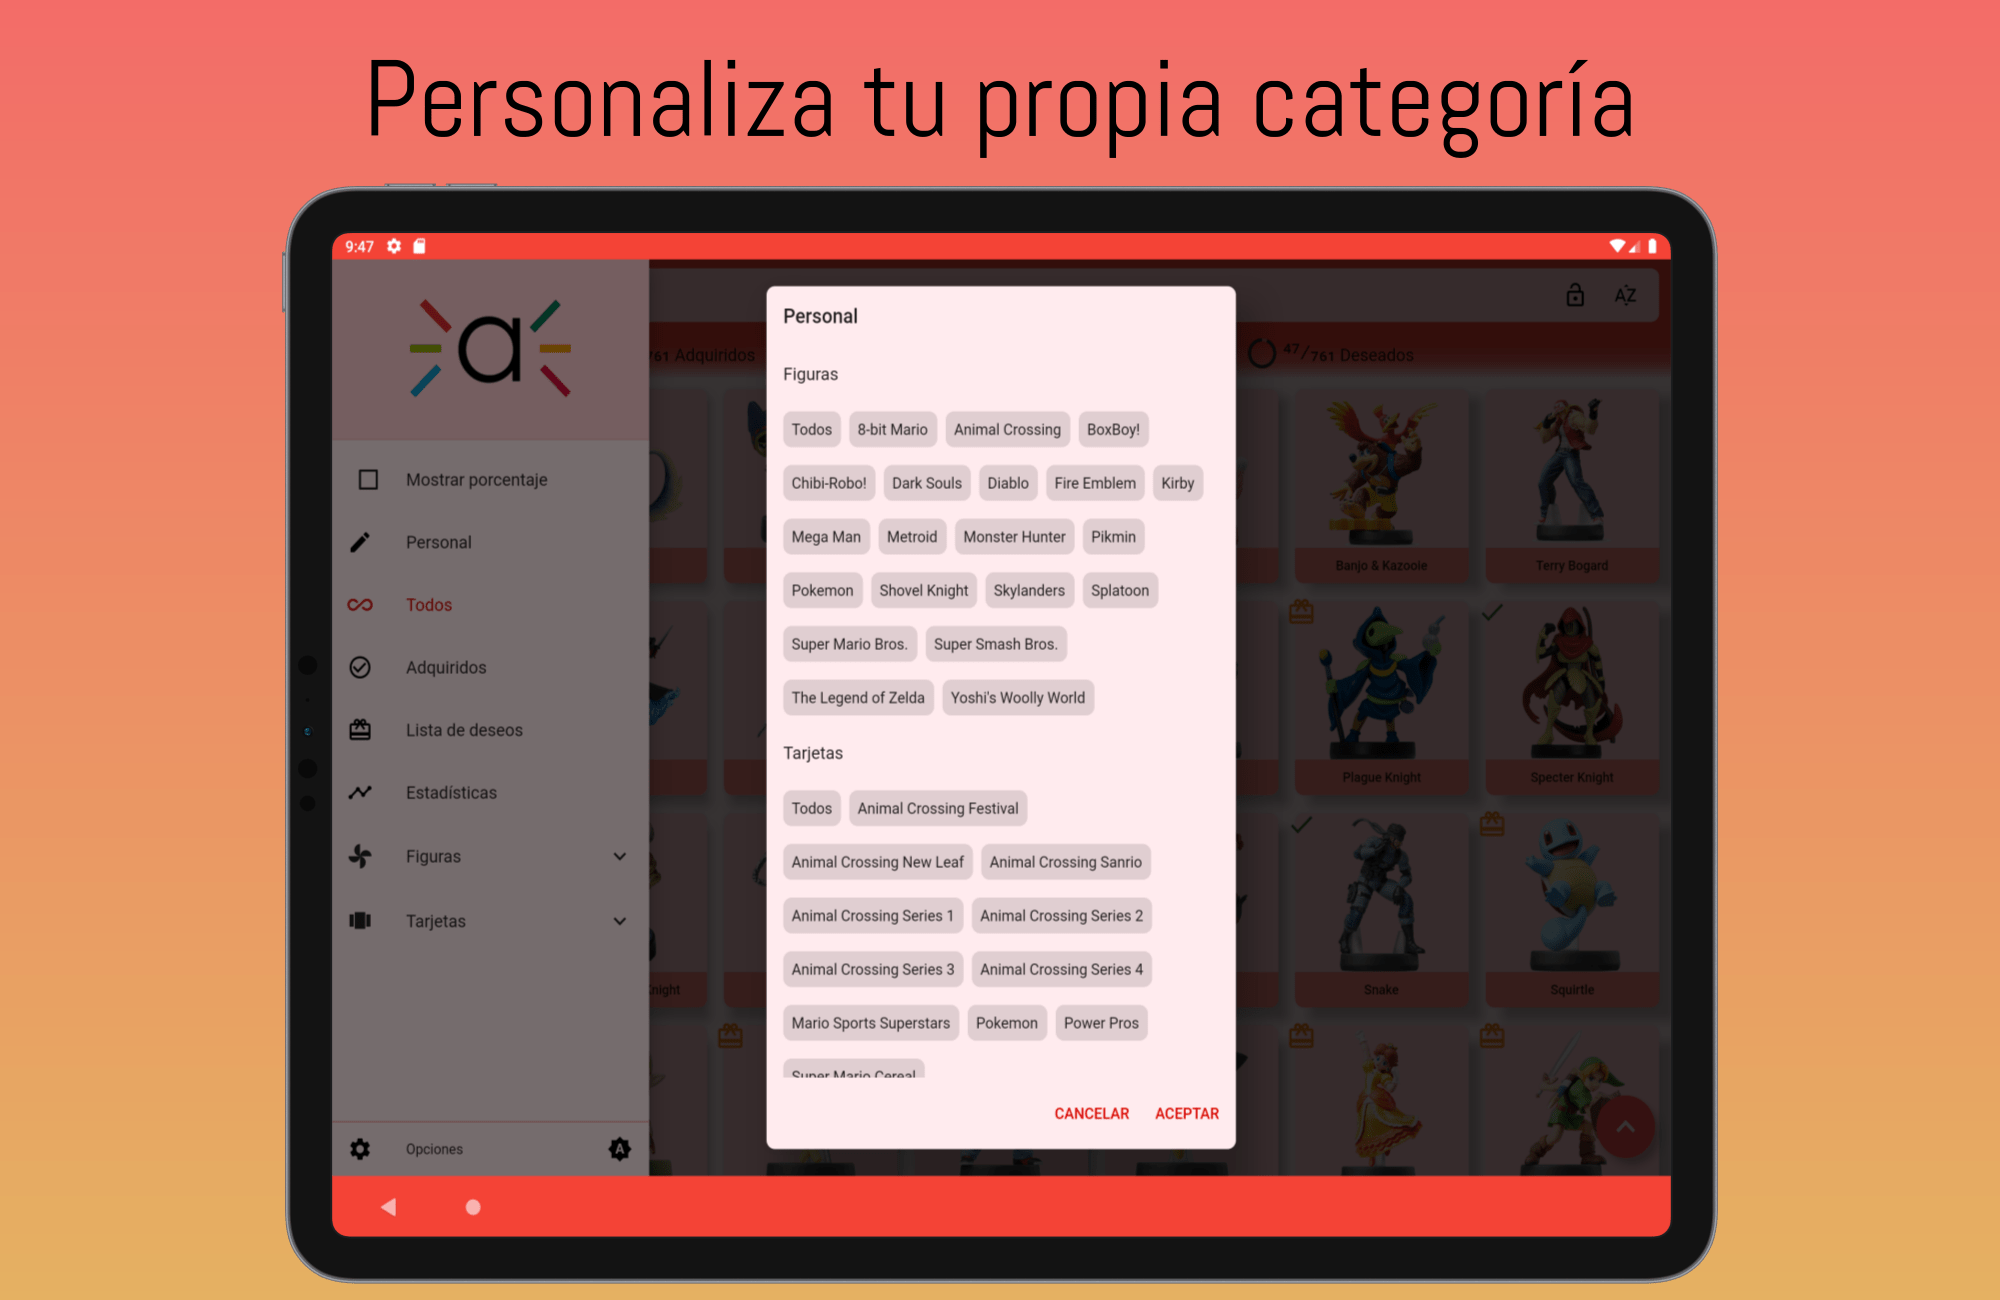 Personaliza tu propia categoría
9:47
a
Mostrar porcentaje
Personal
Todos
Adquiridos
Lista de deseos
Estadísticas
Figuras
Tarjetas
Opciones
A
AZ
761 Adquiridos
47/761 Deseados
Personal
Figuras
Todos 8-bit Mario Animal Crossing BoxBoy!
Chibi-Robo! Dark Souls Diablo Fire Emblem Kirby
Mega Man Metroid Monster Hunter Pikmin
Pokemon Shovel Knight Skylanders Splatoon
Super Mario Bros. Super Smash Bros.
The Legend of Zelda Yoshi's Woolly World
Tarjetas
Todos Animal Crossing Festival
Animal Crossing New Leaf Animal Crossing Sanrio
Animal Crossing Series 1 Animal Crossing Series 2
Animal Crossing Series 3 Animal Crossing Series 4
Mario Sports Superstars Pokemon Power Pros
Super Mario Cereal
CANCELAR ACEPTAR
Banjo & Kazooie Terry Bogard
Plague Knight Specter Knight
Knight Snake Squirtle